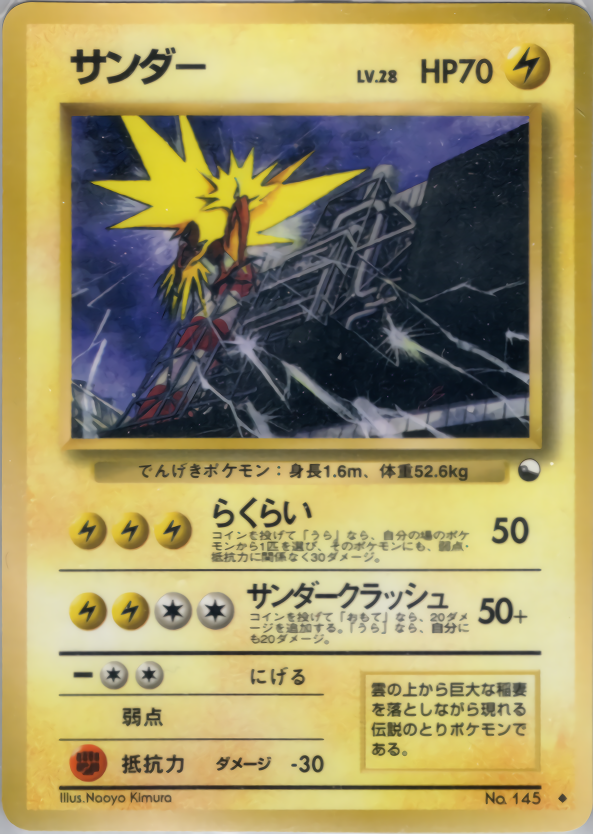 サンダー LV.28 HP70
でんげきポケモン：身長1.6m、体重52.6kg
らくらい 50
コインを投げて「うら」なら、自分の場のポケ
モンから1匹を選び、そのポケモンにも、弱点・
抵抗力に関係なく30ダメージ。
サンダークラッシュ 50+
コインを投げて「おもて」なら、20ダメ
ージを追加する。「うら」なら、自分に
も20ダメージ。
にげる
弱点
抵抗力 ダメージ -30
雲の上から巨大な稲妻
を落としながら現れる
伝説のとりポケモンで
ある。
Illus.Naoyo Kimura
No. 145